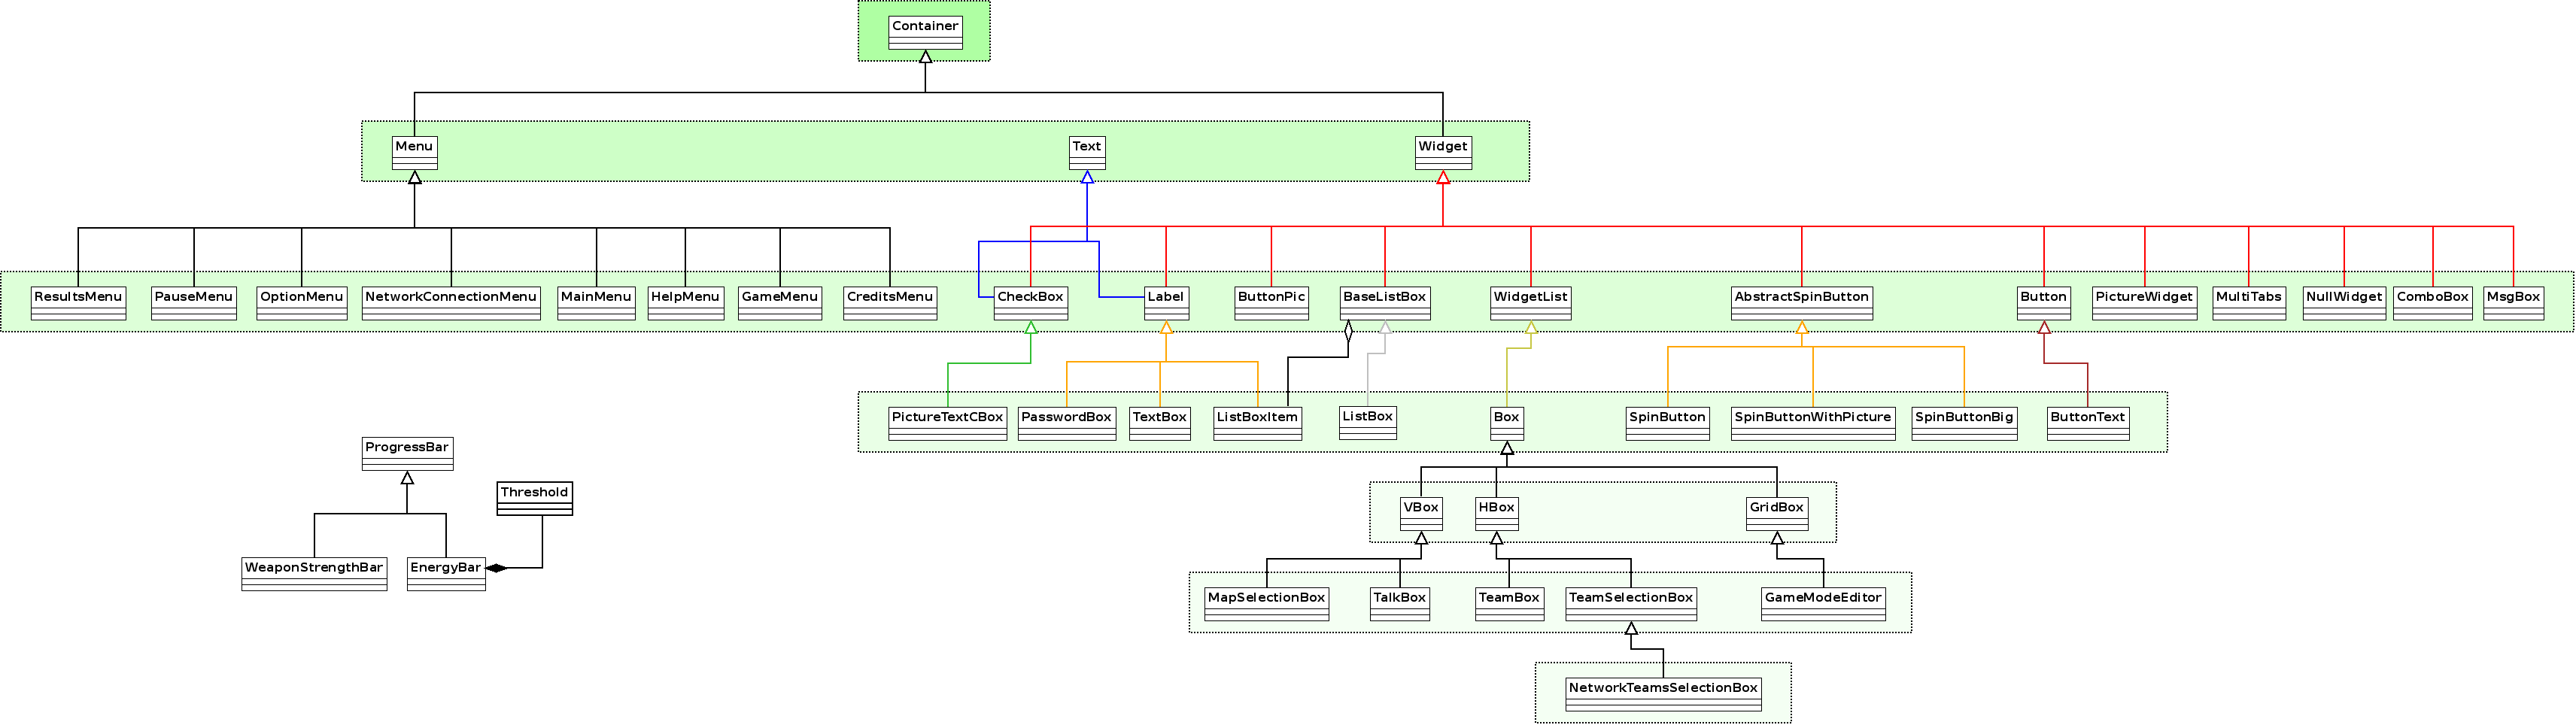 Container
Menu
Text
Widget
ResultsMenu
PauseMenu
OptionMenu
NetworkConnectionMenu
MainMenu
HelpMenu
GameMenu
CreditsMenu
CheckBox
Label
ButtonPic
BaseListBox
WidgetList
AbstractSpinButton
Button
PictureWidget
MultiTabs
NullWidget
ComboBox
MsgBox
PictureTextCBox
PasswordBox
TextBox
ListBoxItem
ListBox
Box
SpinButton
SpinButtonWithPicture
SpinButtonBig
ButtonText
ProgressBar
Threshold
VBox
HBox
GridBox
WeaponStrengthBar
EnergyBar
MapSelectionBox
TalkBox
TeamBox
TeamSelectionBox
GameModeEditor
NetworkTeamsSelectionBox